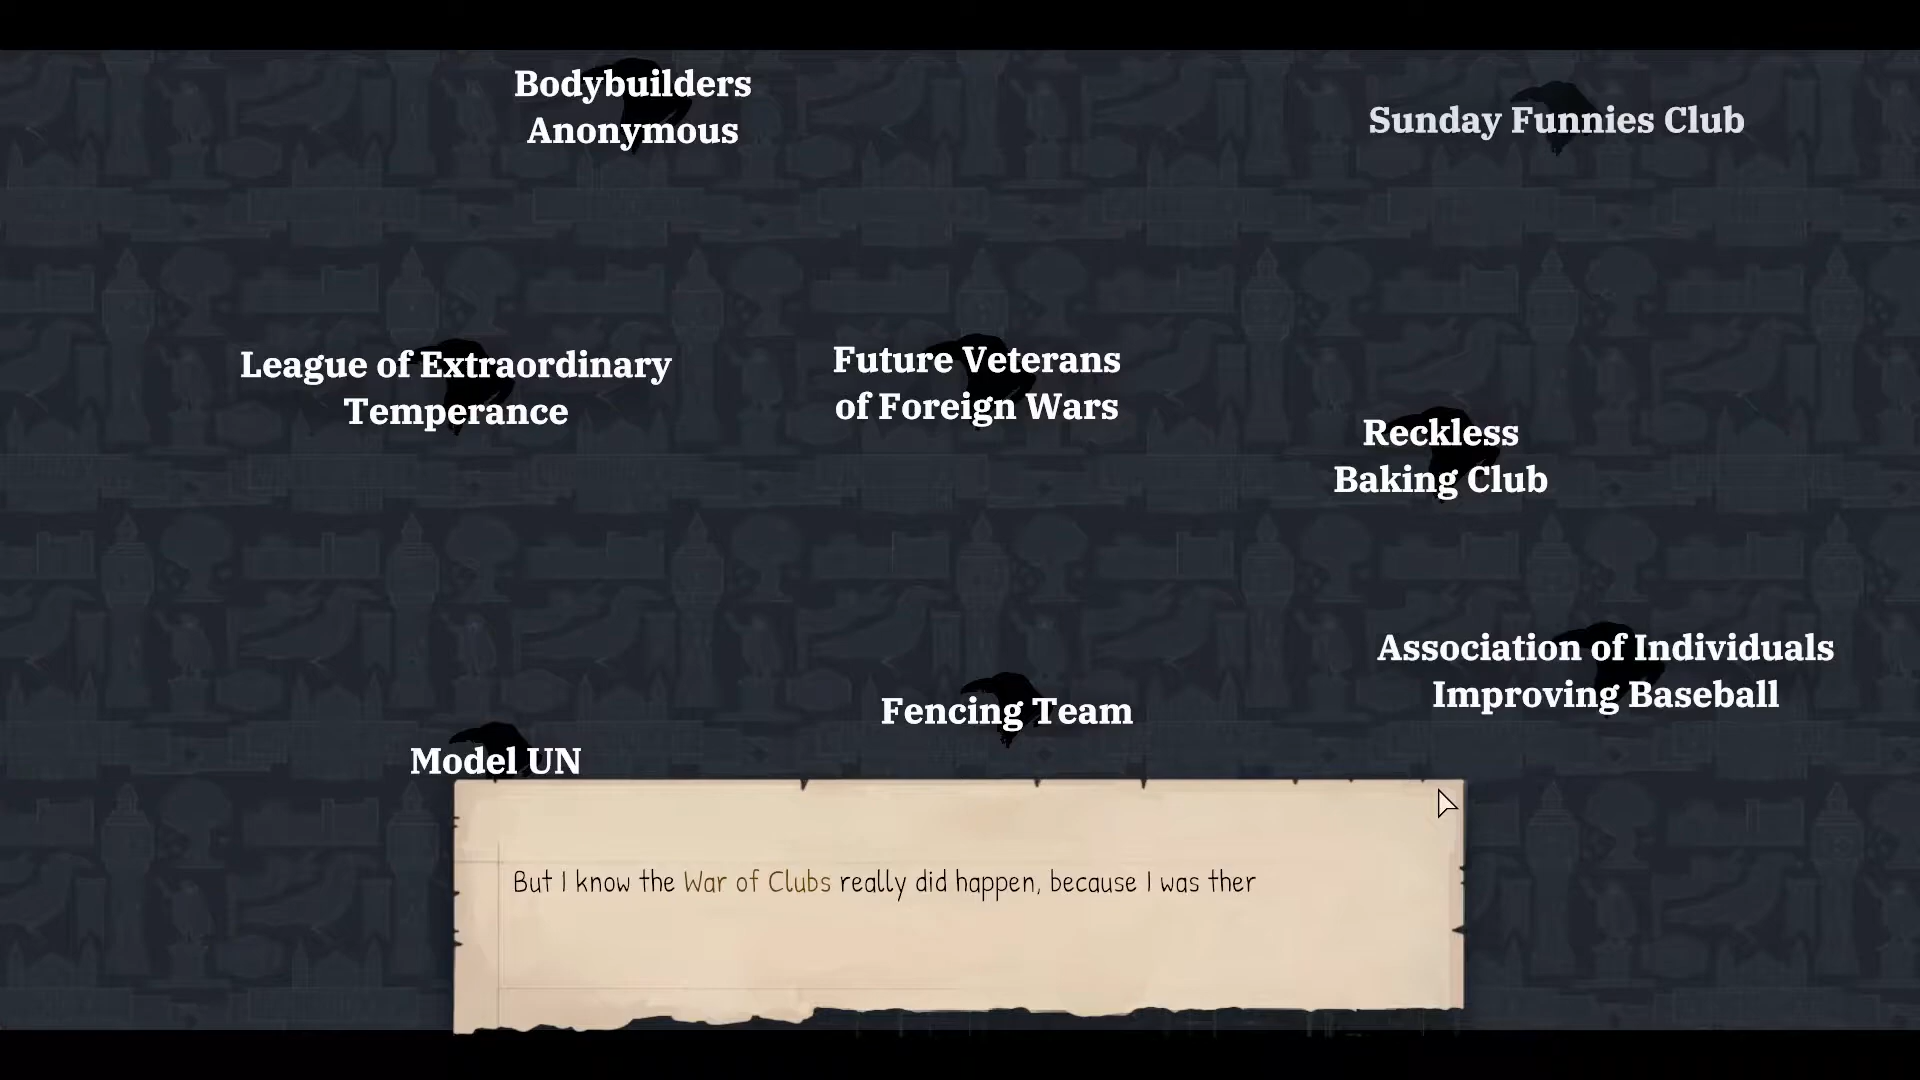 Bodybuilders
Anonymous
Sunday Funnies Club
League of Extraordinary
Temperance
Future Veterans
of Foreign Wars
Reckless
Baking Club
Association of Individuals
Improving Baseball
Fencing Team
Model UN
But I know the War of Clubs really did happen, because I was ther